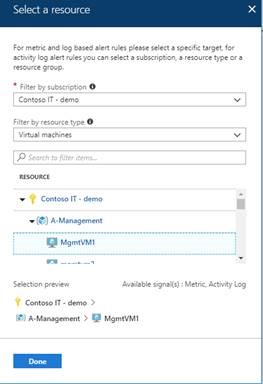 Select a resource
For metric and log based alert rules please select a specific target, for
activity log alert rules you can select a subscription, a resource type or a
resource group.
* Filter by subscription
Contoso IT - demo
Filter by resource type
Virtual machines
Search to filter items...
RESOURCE
Contoso IT - demo
A-Management
MgmtVM1
mgmtvm2
Selection preview
Available signal(s) : Metric, Activity Log
Contoso IT - demo >
A-Management > MgmtVM1
Done